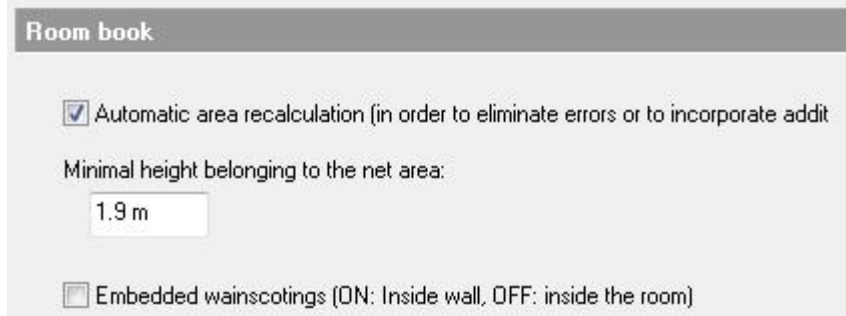 Room book
Automatic area recalculation (in order to eliminate errors or to incorporate addit
Minimal height belonging to the net area:
1.9 m
Embedded wainscotings (ON: Inside wall, OFF: inside the room)